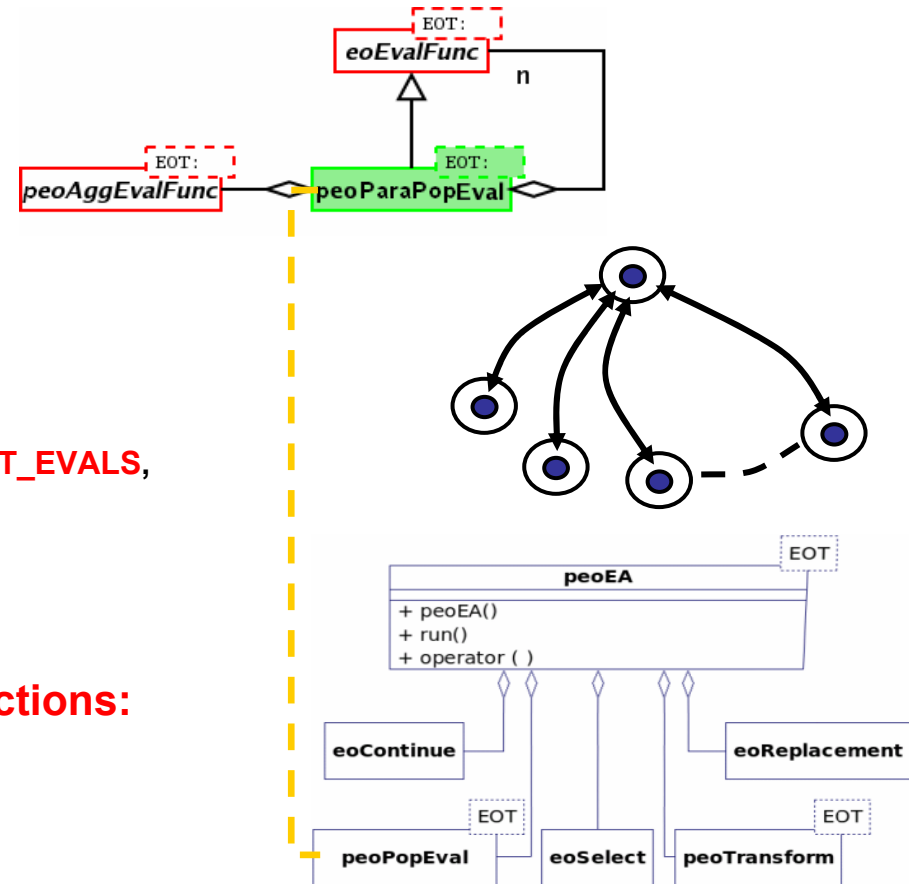 EOT:
eoEvalFunc
n
EOT:
EOT:
peoAggEvalFunc
peoParaPopEval
T_EVALS,
EOT
peoEA
+ peoEA()
+ run()
+ operator ( )
ctions:
eoContinue
eoReplacement
EOT
EOT
peoPopEval
eoSelect
peoTransform